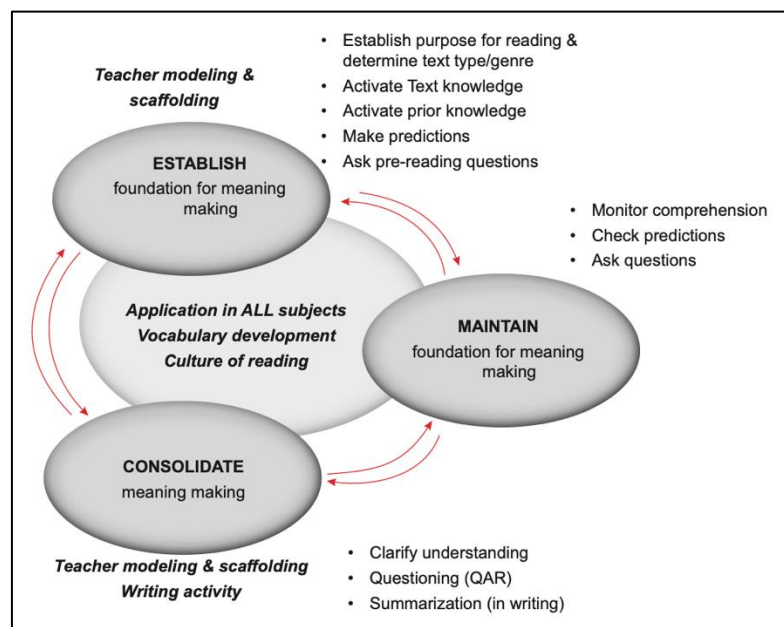 Teacher modeling &
scaffolding
• Establish purpose for reading &
determine text type/genre
• Activate Text knowledge
• Activate prior knowledge
• Make predictions
• Ask pre-reading questions
ESTABLISH
foundation for meaning
making
• Monitor comprehension
• Check predictions
• Ask questions
Application in ALL subjects
Vocabulary development
Culture of reading
MAINTAIN
foundation for meaning
making
CONSOLIDATE
meaning making
Teacher modeling & scaffolding
Writing activity
• Clarify understanding
• Questioning (QAR)
• Summarization (in writing)